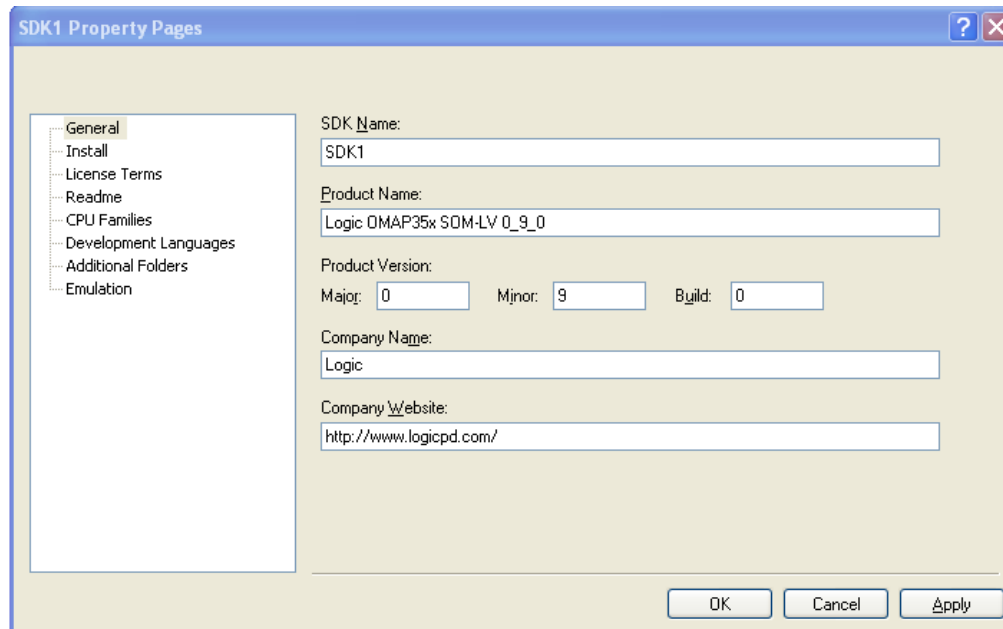 SDK1 Property Pages
General
Install
License Terms
Readme
CPU Families
Development Languages
Additional Folders
Emulation
SDK Name:
SDK1
Product Name:
Logic OMAP35x SOM-LV 0_9_0
Product Version:
Major: 0 Minor: 9 Build: 0
Company Name:
Logic
Company Website:
http://www.logicpd.com/
OK Cancel Apply